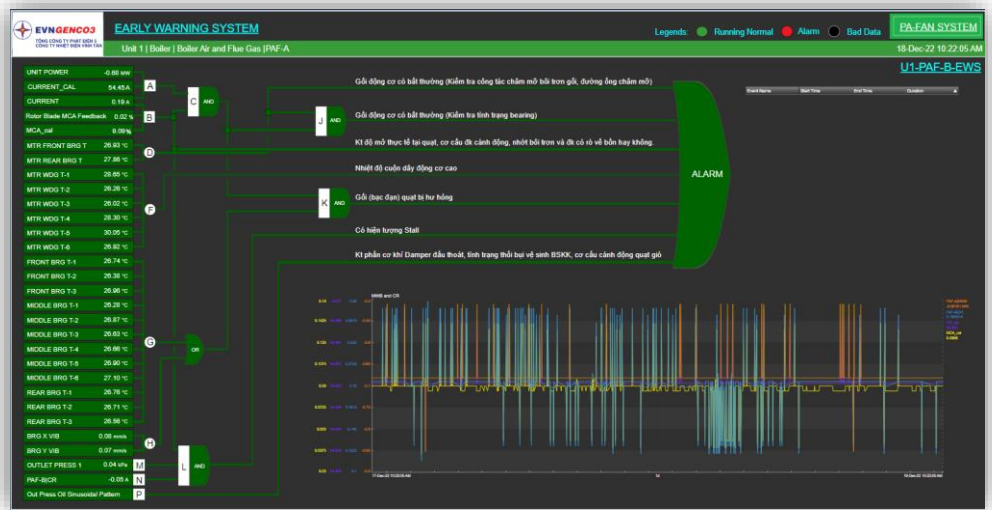 EVNGENCO3
TỔNG CÔNG TY PHÁT ĐIỆN 3
CÔNG TY NHIỆT ĐIỆN VĨNH TÂN
EARLY WARNING SYSTEM
Legends: Running Normal Alarm Bad Data
PA-FAN SYSTEM
Unit 1 | Boiler | Boiler Air and Flue Gas |PAF-A
18-Dec-22 10:22:05 AM
U1-PAF-B-EWS
Event Name Start Time End Time Duration
UNIT POWER -0.60 MW
CURRENT_CAL 54.45 A
A
CURRENT 0.19 A
Rotor Blade MCA Feedback 0.02 %
B
MCA_cal
MTR FRONT BRG T 26.93 °C
D
MTR REAR BRG T 27.86 °C
MTR WDG T-1 28.65 °C
MTR WDG T-2 26.26 °C
MTR WDG T-3 26.02 °C
F
MTR WDG T-4 28.30 °C
MTR WDG T-5 30.05 °C
MTR WDG T-6 26.92 °C
FRONT BRG T-1 26.74 °C
FRONT BRG T-2 26.38 °C
FRONT BRG T-3 26.96 °C
MIDDLE BRG T-1 26.28 °C
MIDDLE BRG T-2 26.87 °C
MIDDLE BRG T-3 26.63 °C
G
MIDDLE BRG T-4 26.66 °C
MIDDLE BRG T-5 26.90 °C
MIDDLE BRG T-6 27.10 °C
REAR BRG T-1 26.76 °C
REAR BRG T-2 26.71 °C
REAR BRG T-3 26.56 °C
BRG X VIB 0.08 mm/s
H
BRG Y VIB 0.07 mm/s
OUTLET PRESS 1 0.04 kPa
M
PAF-B|CR -0.05 A
N
Out Press Oil Sinusoidal Pattern
P
C AND
J AND
K AND
OR
L AND
Gối động cơ có bất thường (Kiểm tra công tác châm mỡ bôi trơn gối, đường ống châm mỡ)
Gối động cơ có bất thường (Kiểm tra tình trạng bearing)
Kt độ mở thực tế tại quạt, cơ cấu đk cánh động, nhớt bôi trơn và đk có rò về bồn hay không.
Nhiệt độ cuộn dây động cơ cao
Gối (bạc đạn) quạt bị hư hỏng
Có hiện tượng Stall
Kt phần cơ khí Damper đầu thoát, tình trạng thổi bụi vệ sinh BSKK, cơ cấu cánh động quạt gió
ALARM
MWB and CR
17-Dec-22 10:22:05 AM
18-Dec-22 10:22:05 AM